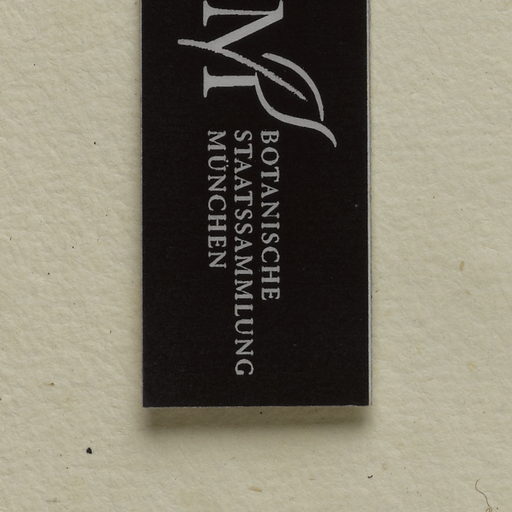 M
BOTANISCHE
STAATSSAMMLUNG
MÜNCHEN